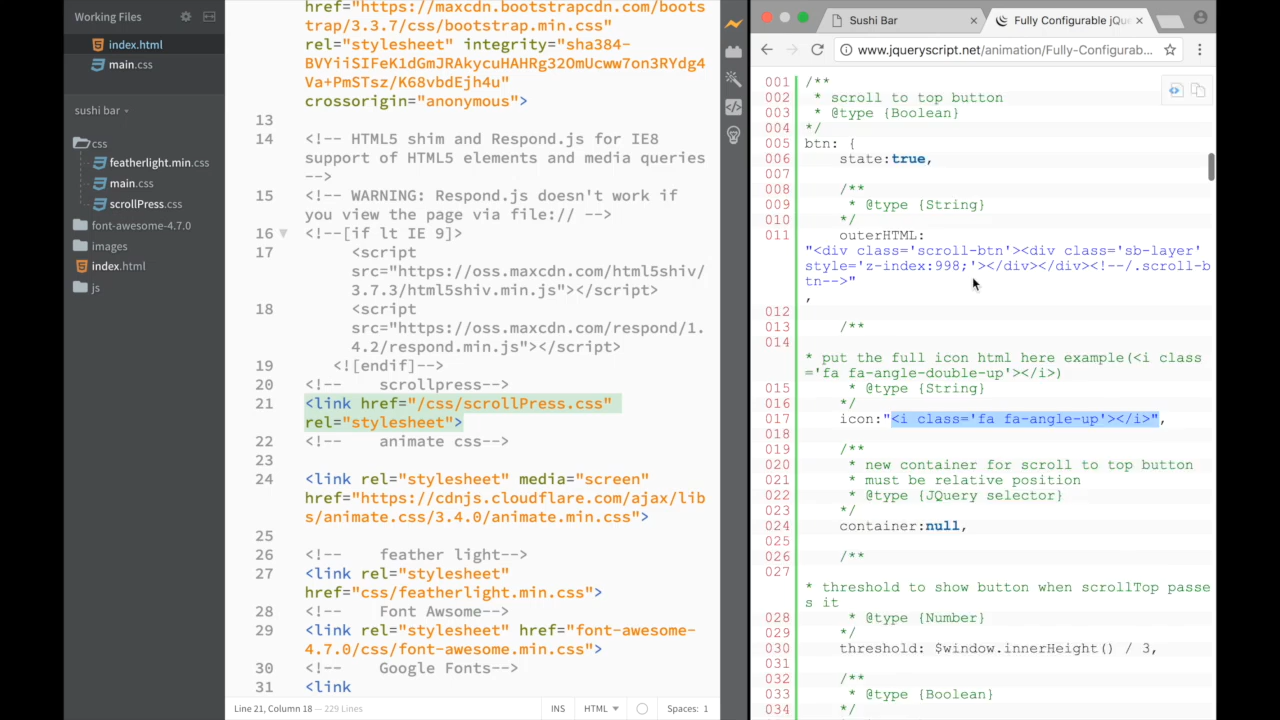 Working Files
index.html
main.css
sushi bar
css
featherlight.min.css
main.css
scrollPress.css
font-awesome-4.7.0
images
index.html
js
href="https://maxcdn.bootstrapcdn.com/boots
trap/3.3.7/css/bootstrap.min.css"
rel="stylesheet" integrity="sha384-
BVYiiSIFeK1dGmJRAkycuHAHRg32OmUcww7on3RYdg4
Va+PmSTsz/K68vbdEjh4u"
crossorigin="anonymous">
13
14 <!-- HTML5 shim and Respond.js for IE8
support of HTML5 elements and media queries
-->
15 <!-- WARNING: Respond.js doesn't work if
you view the page via file:// -->
16 <!--[if lt IE 9]>
17 <script
src="https://oss.maxcdn.com/html5shiv/
3.7.3/html5shiv.min.js"></script>
18 <script
src="https://oss.maxcdn.com/respond/1.
4.2/respond.min.js"></script>
19 <![endif]-->
20 <!-- scrollpress-->
21 <link href="/css/scrollPress.css"
rel="stylesheet">
22 <!-- animate css-->
23
24 <link rel="stylesheet" media="screen"
href="https://cdnjs.cloudflare.com/ajax/lib
s/animate.css/3.4.0/animate.min.css">
25
26 <!-- feather light-->
27 <link rel="stylesheet"
href="css/featherlight.min.css">
28 <!-- Font Awsome-->
29 <link rel="stylesheet" href="font-awesome-
4.7.0/css/font-awesome.min.css">
30 <!-- Google Fonts-->
31 <link
Line 21, Column 18 — 229 Lines
INS
HTML
Spaces: 1
Sushi Bar
Fully Configurable jQu
www.jqueryscript.net/animation/Fully-Configurab...
001 /**
002 * scroll to top button
003 * @type {Boolean}
004 */
005 btn: {
006 state:true,
007
008 /**
009 * @type {String}
010 */
011 outerHTML:
"<div class='scroll-btn'><div class='sb-layer'
style='z-index:998;'></div></div><!--/.scroll-b
tn-->"
,
012
013 /**
014
* put the full icon html here example(<i class
='fa fa-angle-double-up'></i>)
015 * @type {String}
016 */
017 icon:"<i class='fa fa-angle-up'></i>",
018
019 /**
020 * new container for scroll to top button
021 * must be relative position
022 * @type {JQuery selector}
023 */
024 container:null,
025
026 /**
027
* threshold to show button when scrollTop passe
s it
028 * @type {Number}
029 */
030 threshold: $window.innerHeight() / 3,
031
032 /**
033 * @type {Boolean}
034 */